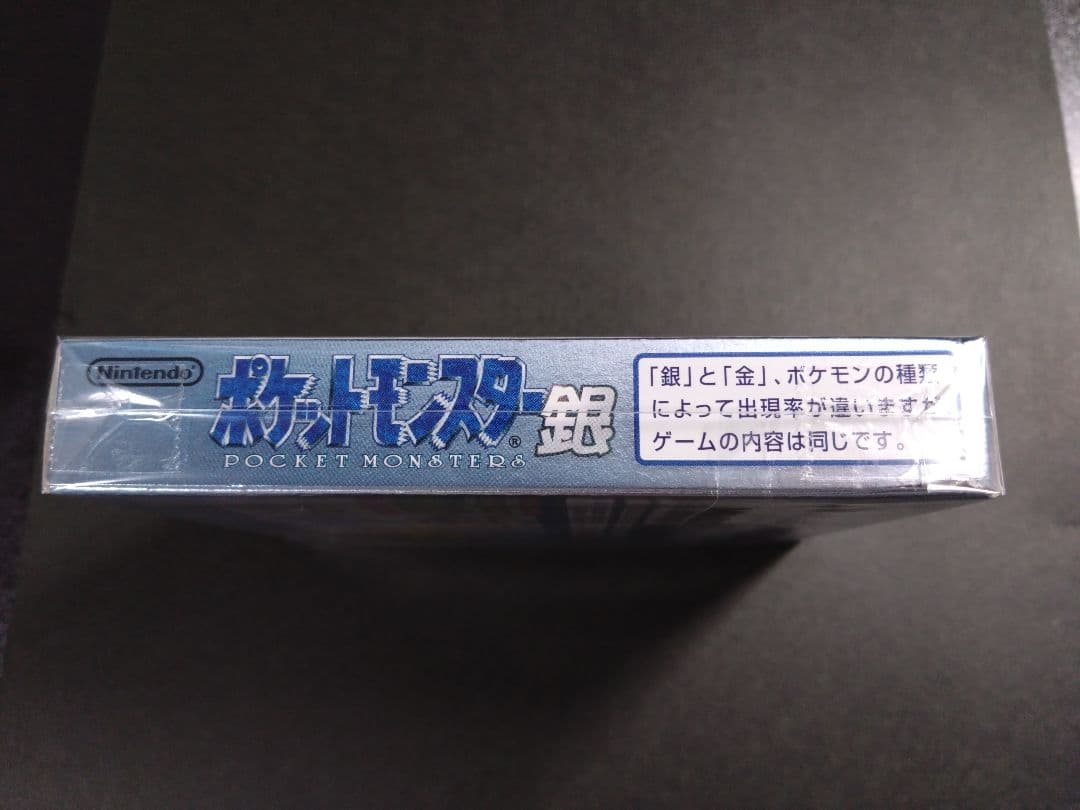 Nintendo®
ポケットモンスター銀
®
POCKET MONSTERS
「銀」と「金」、ポケモンの種類
によって出現率が違いますが
ゲームの内容は同じです。